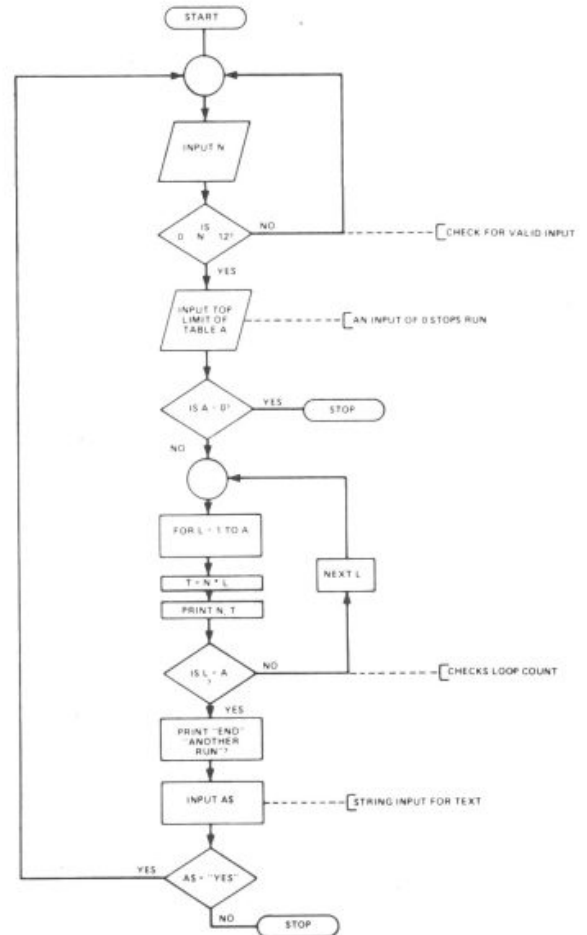 START
INPUT N
IS
0 N 12?
NO
CHECK FOR VALID INPUT
YES
INPUT TOP
LIMIT OF
TABLE A
AN INPUT OF 0 STOPS RUN
IS A = 0?
YES
STOP
NO
FOR L = 1 TO A
T = N * L
NEXT L
PRINT N, T
IS L = A
?
NO
CHECKS LOOP COUNT
YES
PRINT "END"
"ANOTHER
RUN"?
INPUT A$
STRING INPUT FOR TEXT
YES
A$ = "YES"
NO
STOP